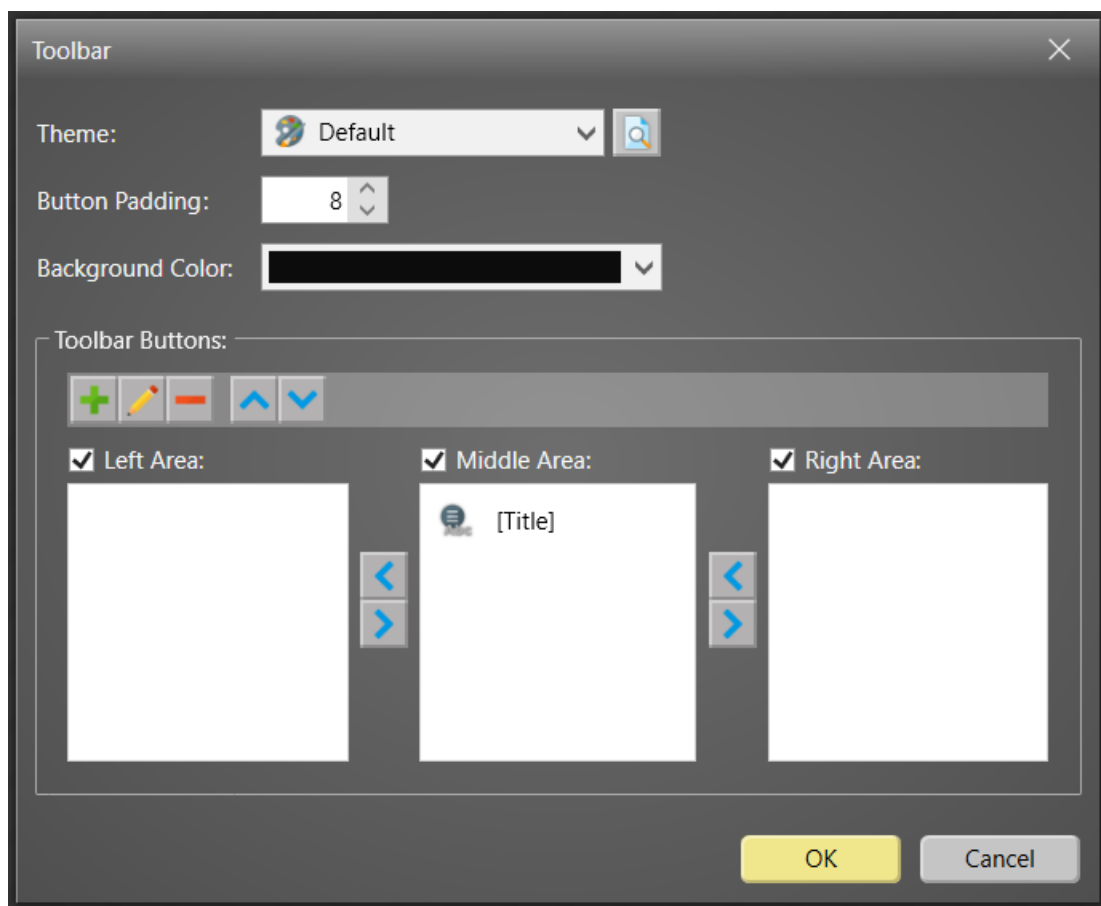 Toolbar
Theme: Default
Button Padding: 8
Background Color:
Toolbar Buttons:
Left Area: Middle Area: Right Area:
ABC [Title]
OK Cancel